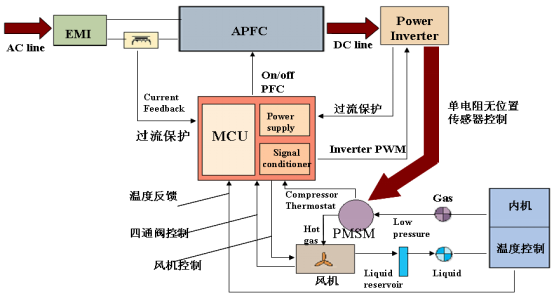 AC line
EMI
APFC
DC line
Power
Inverter
On/off
PFC
Current
Feedback
过流保护
过流保护
单电阻无位置
传感器控制
MCU
Power
supply
Signal
conditioner
Inverter PWM
温度反馈
Compressor
Thermostat
Gas
内机
四通阀控制
Hot
gas
PMSM
Low
pressure
温度控制
风机控制
风机
Liquid
reservoir
Liquid